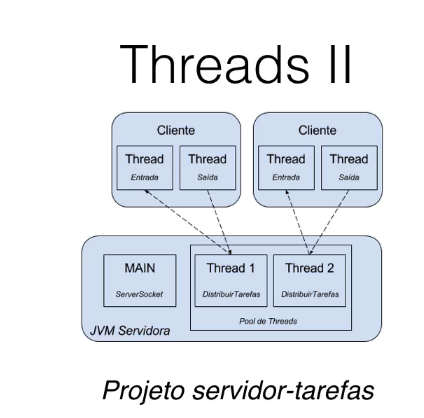 Threads II
Cliente
Cliente
Thread
Entrada
Thread
Saída
Thread
Entrada
Thread
Saída
MAIN
ServerSocket
Thread 1
DistribuirTarefas
Thread 2
DistribuirTarefas
Pool de Threads
JVM Servidora
Projeto servidor-tarefas